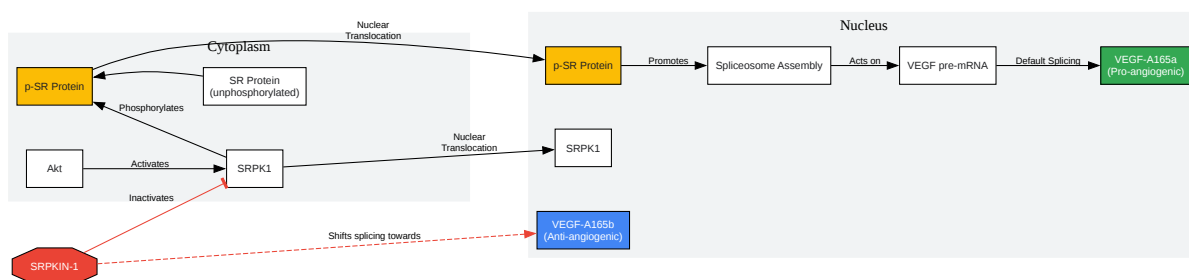 Nucleus
Nuclear
Translocation
Cytoplasm
p-SR Protein
SR Protein
(unphosphorylated)
p-SR Protein
Promotes
Spliceosome Assembly
Acts on
VEGF pre-mRNA
Default Splicing
VEGF-A165a
(Pro-angiogenic)
Phosphorylates
Akt
Activates
SRPK1
Nuclear
Translocation
SRPK1
Inactivates
SRPKIN-1
Shifts splicing towards
VEGF-A165b
(Anti-angiogenic)